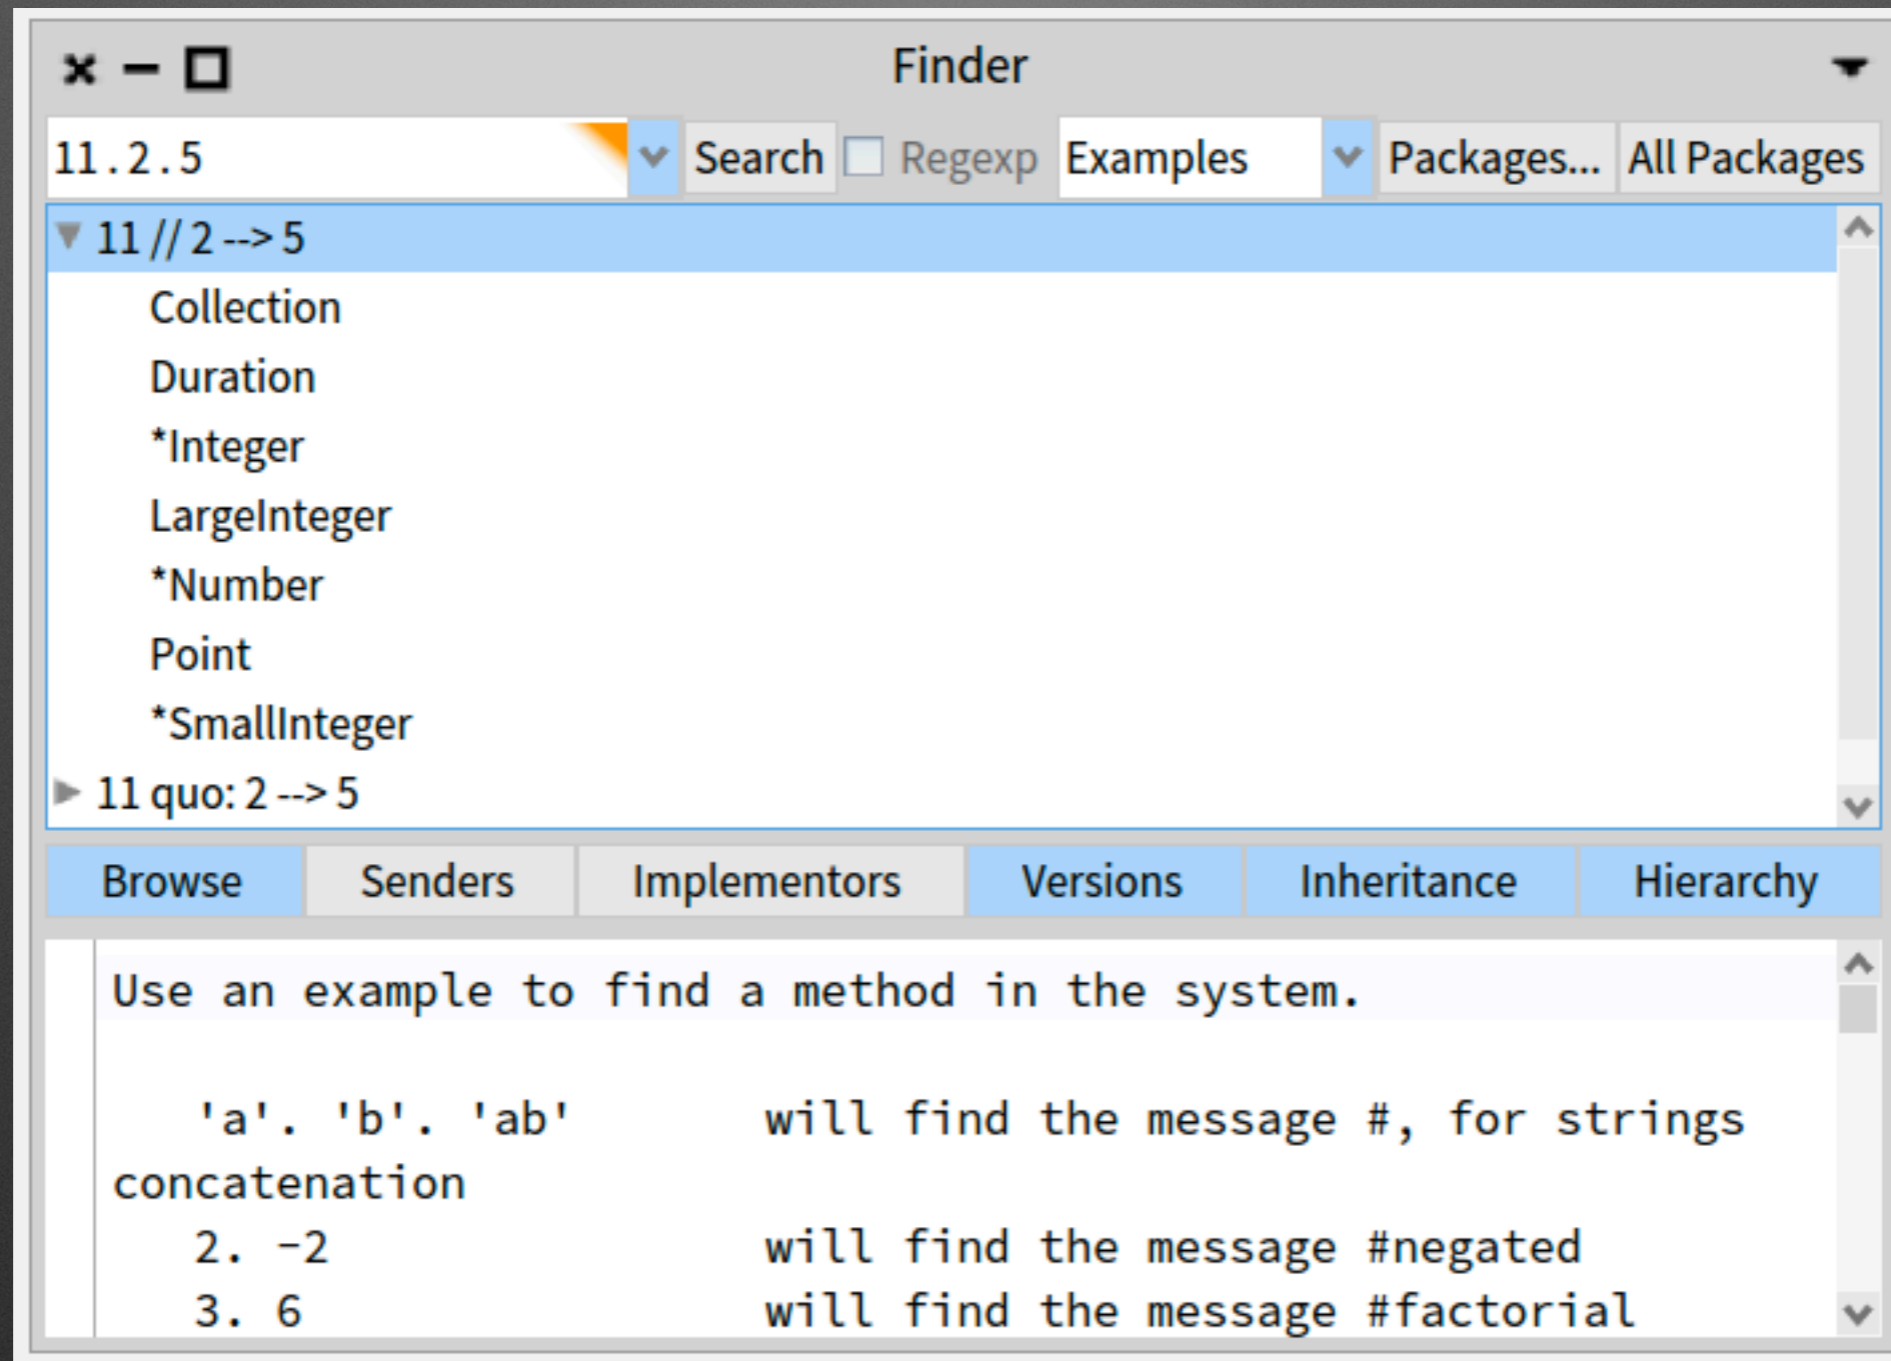 Finder
11.2.5 Search Regexp Examples Packages... All Packages
11 // 2 --> 5
Collection
Duration
*Integer
LargeInteger
*Number
Point
*SmallInteger
11 quo: 2 --> 5
Browse Senders Implementors Versions Inheritance Hierarchy
Use an example to find a method in the system.
'a'. 'b'. 'ab' will find the message #, for strings
concatenation
2. -2 will find the message #negated
3. 6 will find the message #factorial